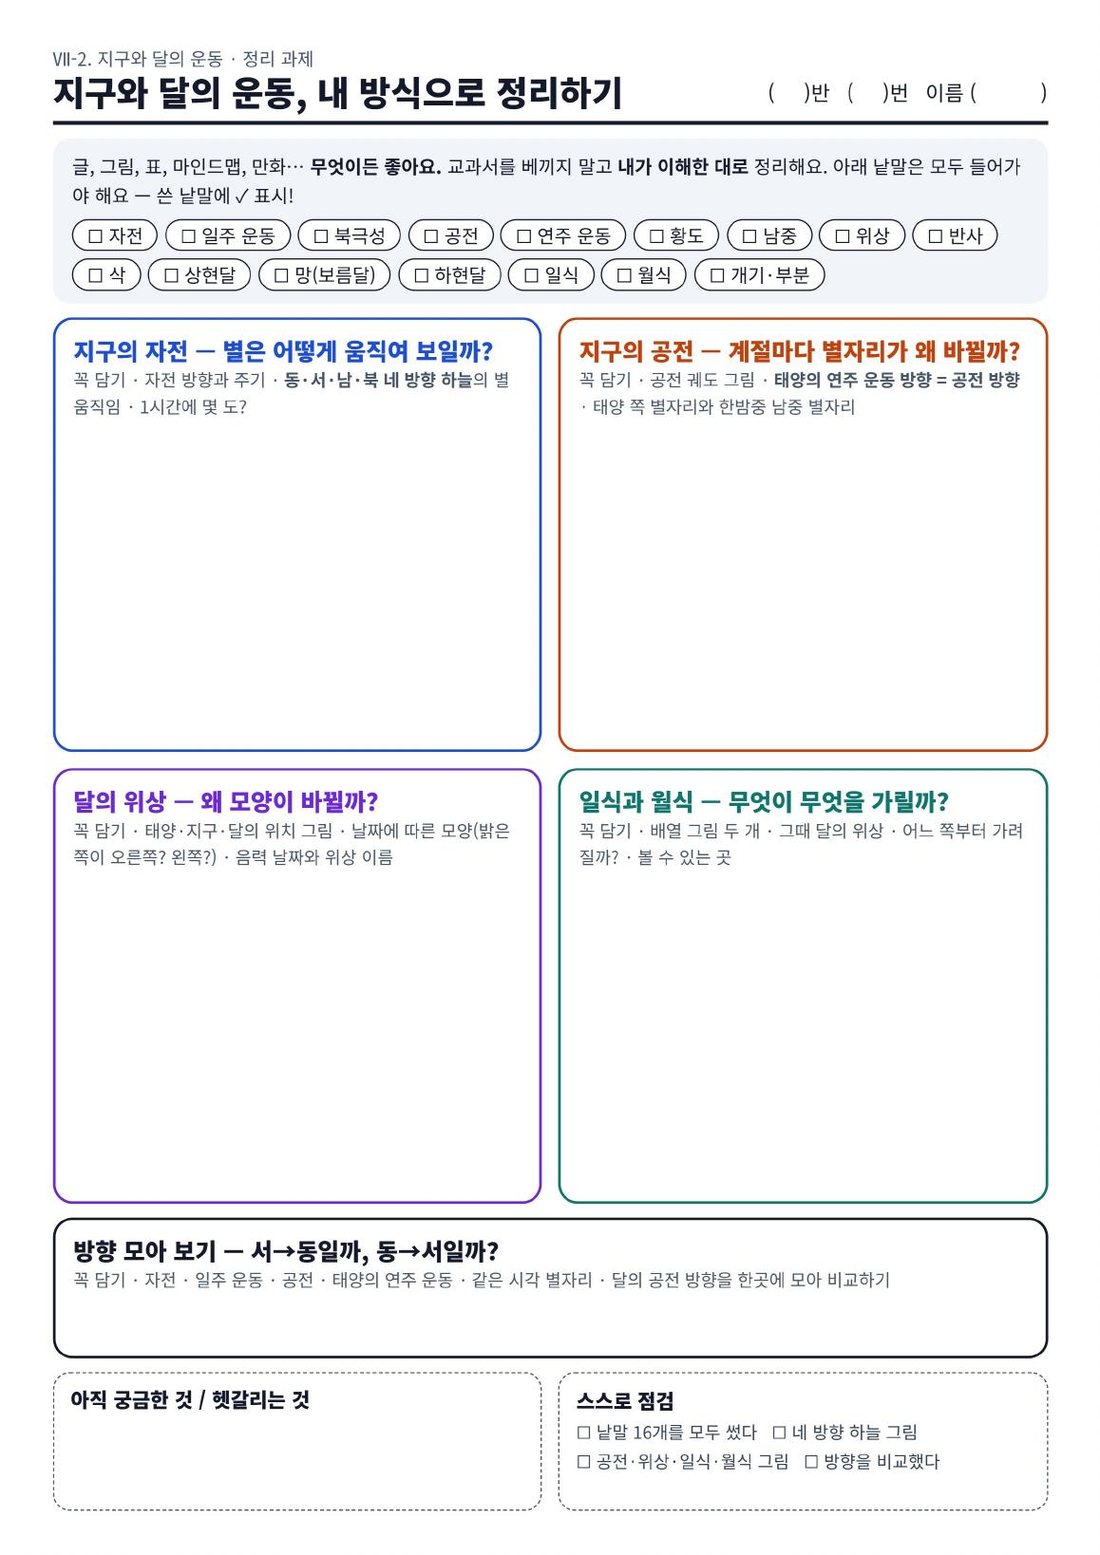 Ⅶ-2. 지구와 달의 운동 · 정리 과제
지구와 달의 운동, 내 방식으로 정리하기
( )반 ( )번 이름 ( )
글, 그림, 표, 마인드맵, 만화… 무엇이든 좋아요. 교과서를 베끼지 말고 내가 이해한 대로 정리해요. 아래 낱말은 모두 들어가
야 해요 — 쓴 낱말에 ✓ 표시!
☐ 자전 ☐ 일주 운동 ☐ 북극성 ☐ 공전 ☐ 연주 운동 ☐ 황도 ☐ 남중 ☐ 위상 ☐ 반사
☐ 삭 ☐ 상현달 ☐ 망(보름달) ☐ 하현달 ☐ 일식 ☐ 월식 ☐ 개기·부분
지구의 자전 — 별은 어떻게 움직여 보일까?
꼭 담기 · 자전 방향과 주기 · 동·서·남·북 네 방향 하늘의 별
움직임 · 1시간에 몇 도?
지구의 공전 — 계절마다 별자리가 왜 바뀔까?
꼭 담기 · 공전 궤도 그림 · 태양의 연주 운동 방향 = 공전 방향
· 태양 쪽 별자리와 한밤중 남중 별자리
달의 위상 — 왜 모양이 바뀔까?
꼭 담기 · 태양·지구·달의 위치 그림 · 날짜에 따른 모양(밝은
쪽이 오른쪽? 왼쪽?) · 음력 날짜와 위상 이름
일식과 월식 — 무엇이 무엇을 가릴까?
꼭 담기 · 배열 그림 두 개 · 그때 달의 위상 · 어느 쪽부터 가려
질까? · 볼 수 있는 곳
방향 모아 보기 — 서→동일까, 동→서일까?
꼭 담기 · 자전 · 일주 운동 · 공전 · 태양의 연주 운동 · 같은 시각 별자리 · 달의 공전 방향을 한곳에 모아 비교하기
아직 궁금한 것 / 헷갈리는 것
스스로 점검
☐ 낱말 16개를 모두 썼다 ☐ 네 방향 하늘 그림
☐ 공전·위상·일식·월식 그림 ☐ 방향을 비교했다